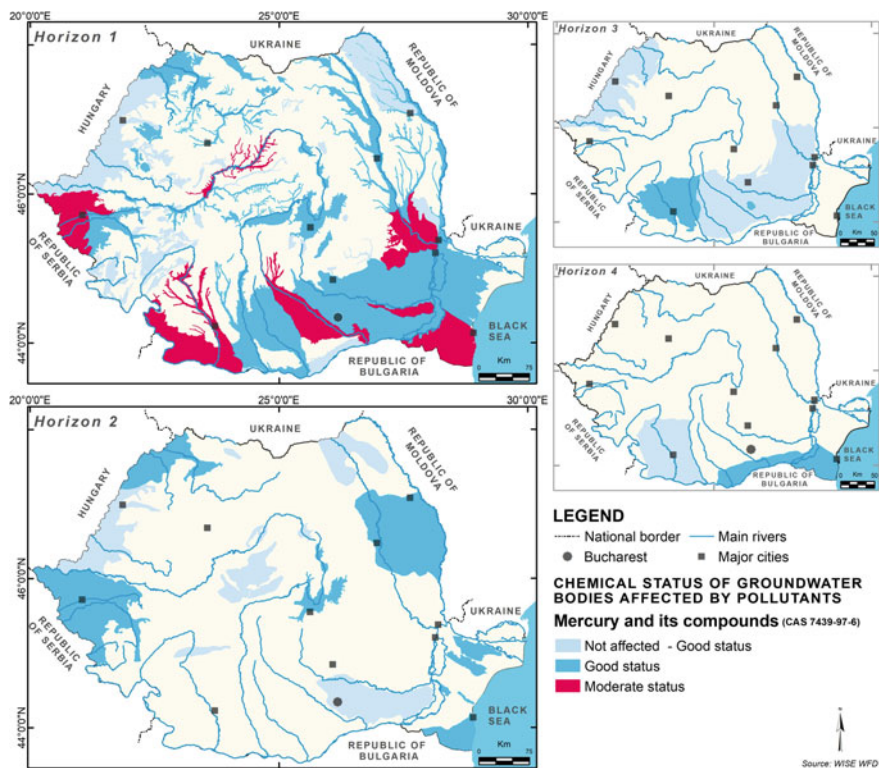 20°00'0"E
25°00'0"E
30°00'0"E
Horizon 1
UKRAINE
REPUBLIC OF
MOLDOVA
HUNGARY
46°0'0"N
REPUBLIC
OF SERBIA
UKRAINE
44°0'0"N
BLACK
SEA
REPUBLIC OF
BULGARIA
Km
0
75
20°00'0"E
25°00'0"E
30°00'0"E
Horizon 2
UKRAINE
REPUBLIC OF
MOLDOVA
HUNGARY
46°0'0"N
REPUBLIC
OF SERBIA
UKRAINE
44°0'0"N
BLACK
SEA
REPUBLIC OF
BULGARIA
Km
0
75
Horizon 3
UKRAINE
REPUBLIC OF
MOLDOVA
HUNGARY
REPUBLIC
OF SERBIA
UKRAINE
BLACK
SEA
REPUBLIC OF
BULGARIA
Km
0 50
Horizon 4
UKRAINE
REPUBLIC OF
MOLDOVA
HUNGARY
REPUBLIC
OF SERBIA
UKRAINE
BLACK
SEA
REPUBLIC OF
BULGARIA
Km
0 50
LEGEND
National border
Main rivers
Bucharest
Major cities
CHEMICAL STATUS OF GROUNDWATER
BODIES AFFECTED BY POLLUTANTS
Mercury and its compounds (CAS 7439-97-6)
Not affected - Good status
Good status
Moderate status
Source: WISE WFD